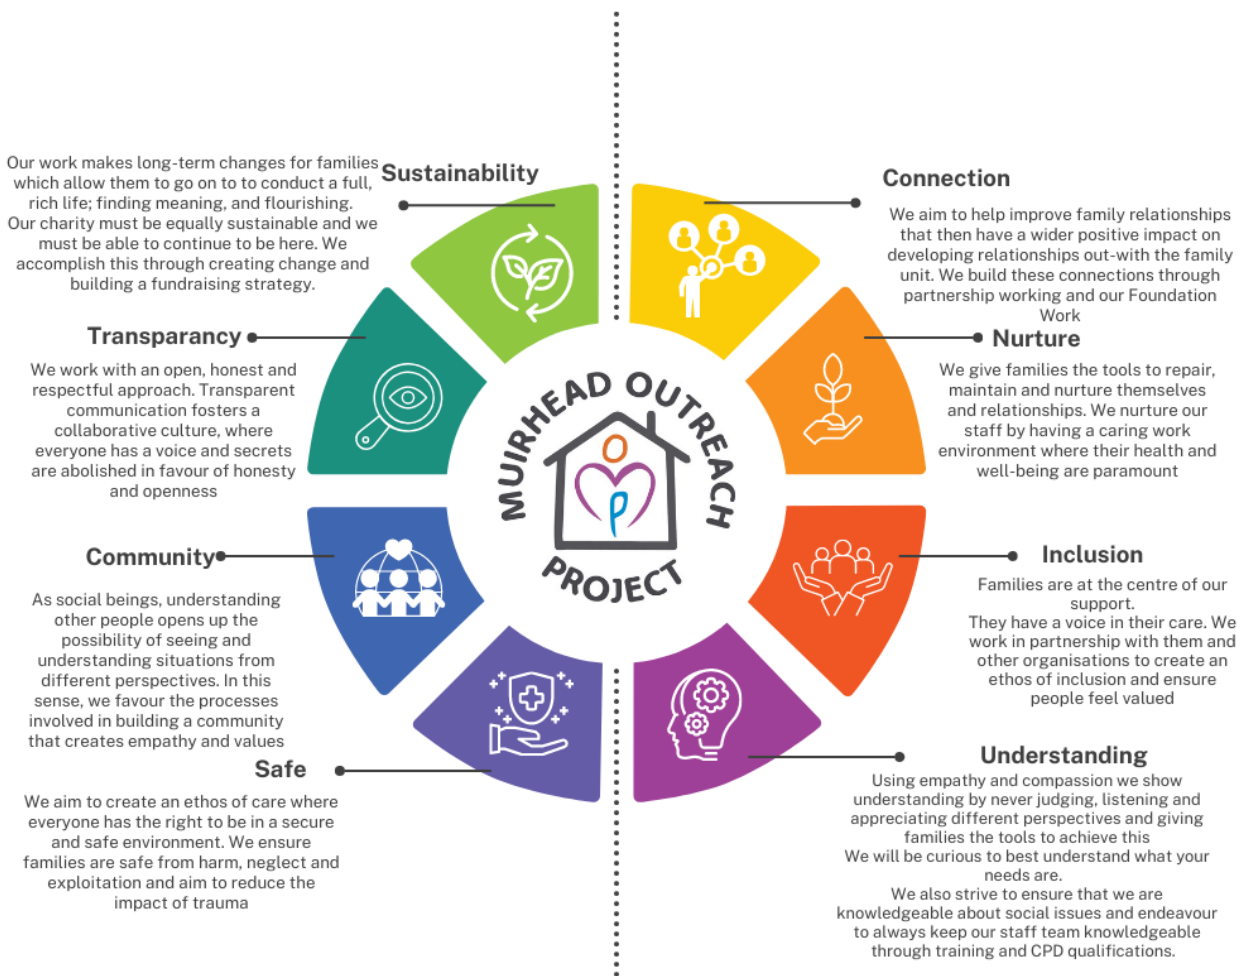 Sustainability
Our work makes long-term changes for families
which allow them to go on to to conduct a full,
rich life; finding meaning, and flourishing.
Our charity must be equally sustainable and we
must be able to continue to be here. We
accomplish this through creating change and
building a fundraising strategy.
Transparancy
We work with an open, honest and
respectful approach. Transparent
communication fosters a
collaborative culture, where
everyone has a voice and secrets
are abolished in favour of honesty
and openness
Community
As social beings, understanding
other people opens up the
possibility of seeing and
understanding situations from
different perspectives. In this
sense, we favour the processes
involved in building a community
that creates empathy and values
Safe
We aim to create an ethos of care where
everyone has the right to be in a secure
and safe environment. We ensure
families are safe from harm, neglect and
exploitation and aim to reduce the
impact of trauma
MUIRHEAD OUTREACH
PROJECT
Connection
We aim to help improve family relationships
that then have a wider positive impact on
developing relationships out-with the family
unit. We build these connections through
partnership working and our Foundation
Work
Nurture
We give families the tools to repair,
maintain and nurture themselves
and relationships. We nurture our
staff by having a caring work
environment where their health and
well-being are paramount
Inclusion
Families are at the centre of our
support.
They have a voice in their care. We
work in partnership with them and
other organisations to create an
ethos of inclusion and ensure
people feel valued
Understanding
Using empathy and compassion we show
understanding by never judging, listening and
appreciating different perspectives and giving
families the tools to achieve this
We will be curious to best understand what your
needs are.
We also strive to ensure that we are
knowledgeable about social issues and endeavour
to always keep our staff team knowledgeable
through training and CPD qualifications.